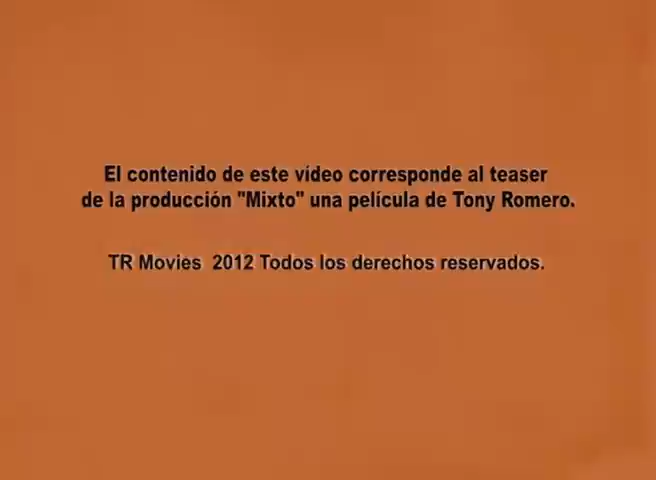 El contenido de este vídeo corresponde al teaser
de la producción "Mixto" una película de Tony Romero.
TR Movies  2012 Todos los derechos reservados.